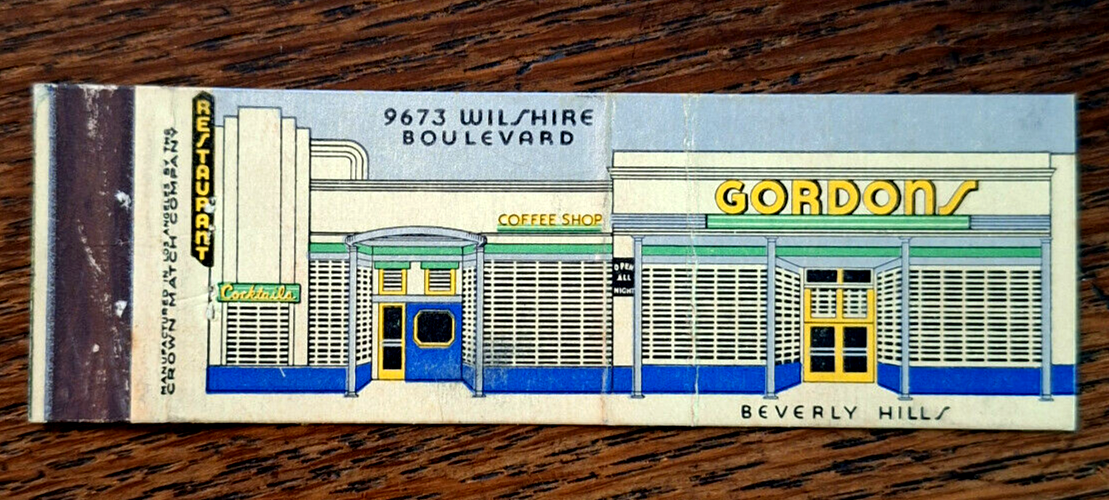 MANUFACTURED IN LOS ANGELES BY THE
CROWN MATCH COMPANY
RESTAURANT
9673 WILSHIRE
BOULEVARD
GORDONS
COFFEE SHOP
OPEN
ALL
NIGHT
Cocktails
BEVERLY HILLS